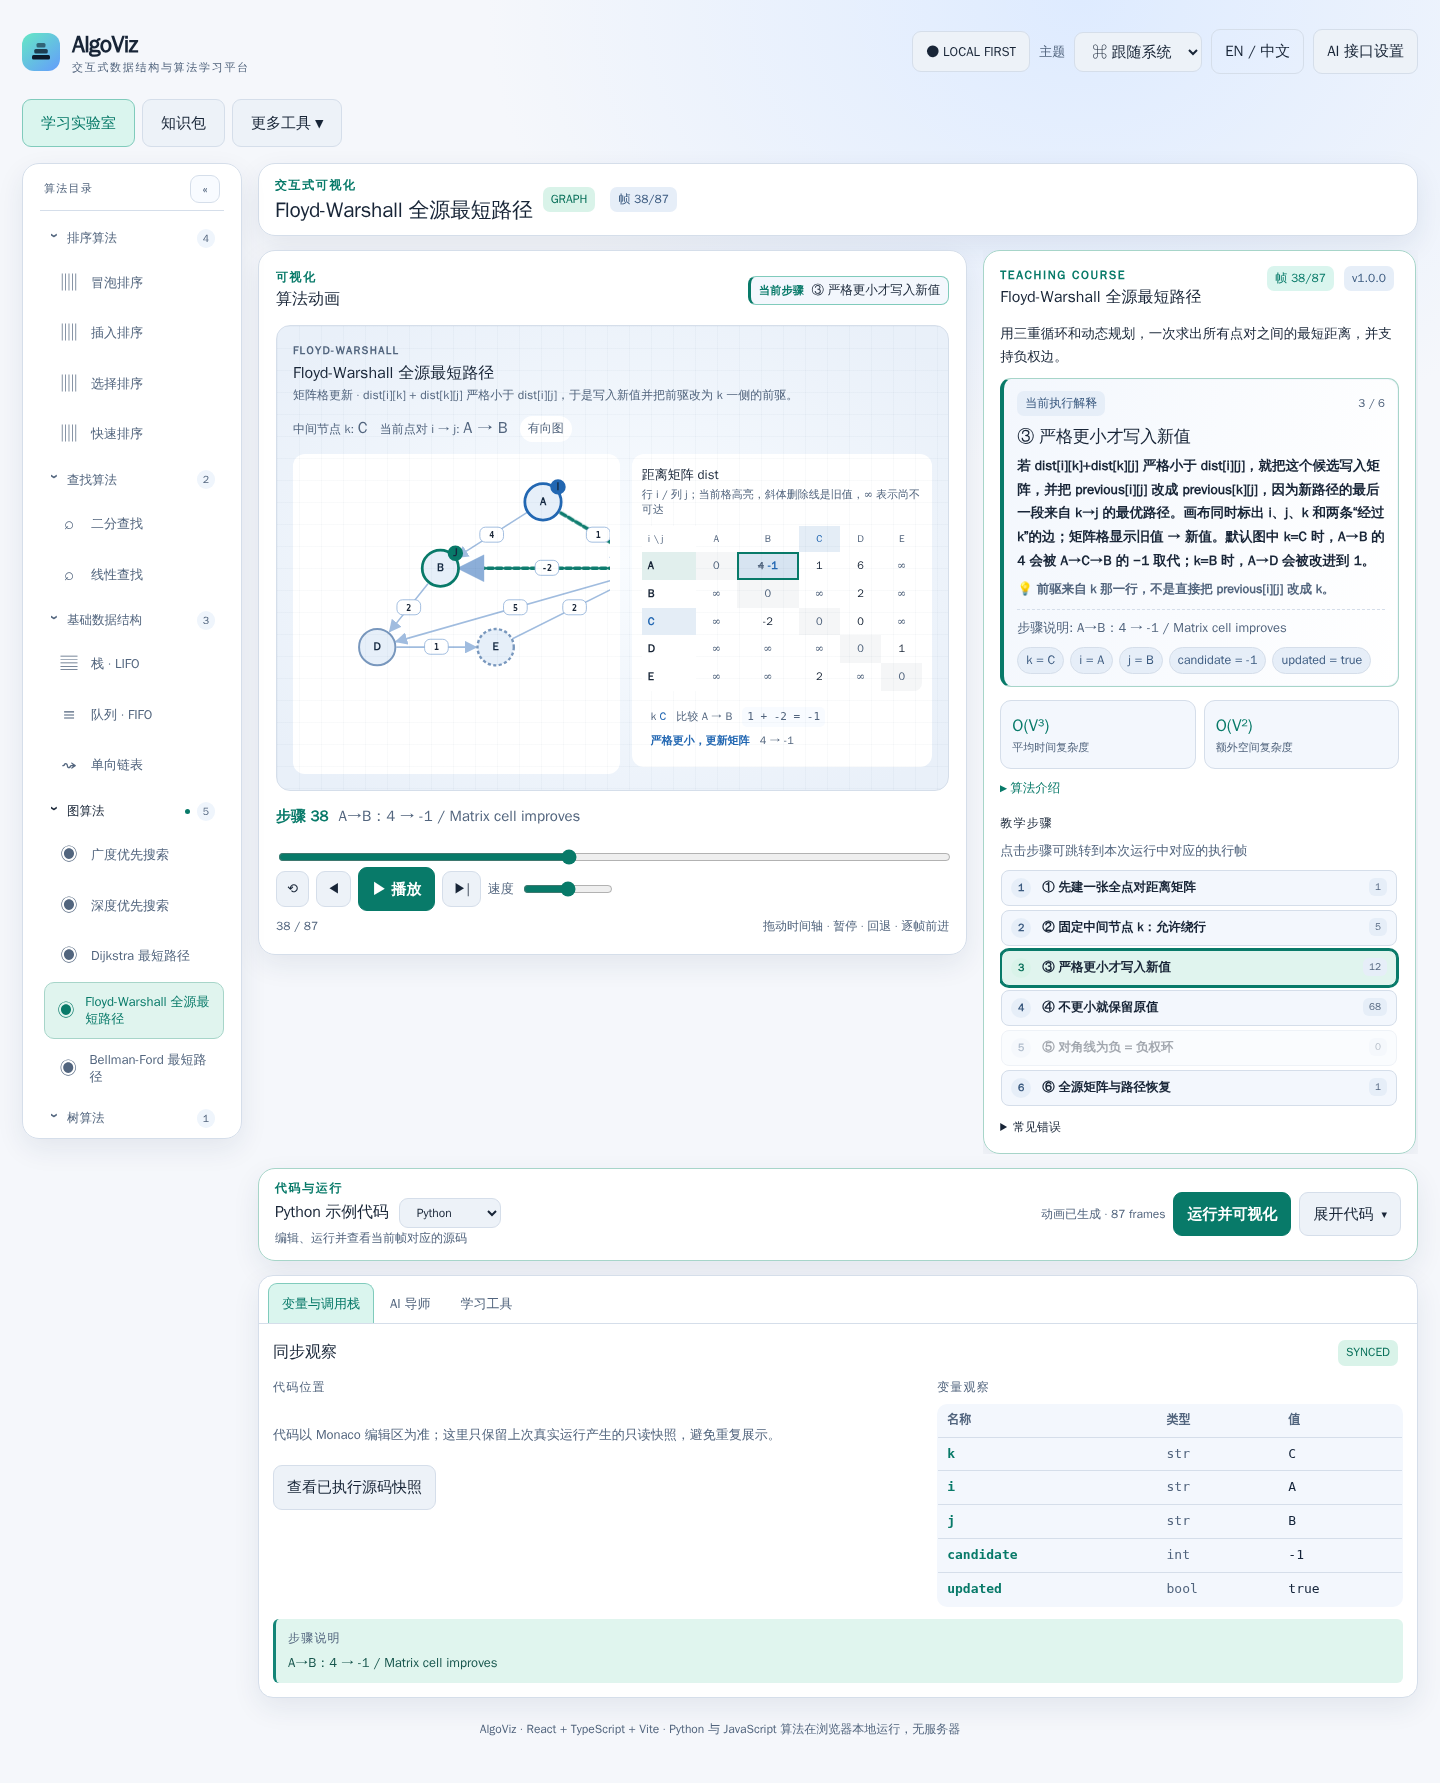 AlgoViz
交互式数据结构与算法学习平台
● LOCAL FIRST
主题
⌘ 跟随系统
EN / 中文
AI 接口设置
学习实验室
知识包
更多工具 ▾
算法目录
«
排序算法
4
冒泡排序
插入排序
选择排序
快速排序
查找算法
2
二分查找
线性查找
基础数据结构
3
栈 · LIFO
队列 · FIFO
单向链表
图算法
5
广度优先搜索
深度优先搜索
Dijkstra 最短路径
Floyd-Warshall 全源最
短路径
Bellman-Ford 最短路
径
树算法
1
交互式可视化
Floyd-Warshall 全源最短路径
GRAPH
帧 38/87
可视化
算法动画
当前步骤 ③ 严格更小才写入新值
FLOYD-WARSHALL
Floyd-Warshall 全源最短路径
矩阵格更新 · dist[i][k] + dist[k][j] 严格小于 dist[i][j]，于是写入新值并把前驱改为 k 一侧的前驱。
中间节点 k: C 当前点对 i → j: A → B 有向图
A
4
1
J
B
-2
2
5
2
D
1
E
距离矩阵 dist
行 i / 列 j；当前格高亮，斜体删除线是旧值，∞ 表示尚不
可达
i \ j A B C D E
A 0 4 -1 1 6 ∞
B ∞ 0 ∞ 2 ∞
C ∞ -2 0 0 ∞
D ∞ ∞ ∞ 0 1
E ∞ ∞ 2 ∞ 0
k C 比较 A → B 1 + -2 = -1
严格更小，更新矩阵 4 → -1
步骤 38 A→B：4 → -1 / Matrix cell improves
⟲
◀
▶ 播放
▶|
速度
38 / 87
拖动时间轴 · 暂停 · 回退 · 逐帧前进
TEACHING COURSE
Floyd-Warshall 全源最短路径
帧 38/87
v1.0.0
用三重循环和动态规划，一次求出所有点对之间的最短距离，并支
持负权边。
当前执行解释
3 / 6
③ 严格更小才写入新值
若 dist[i][k]+dist[k][j] 严格小于 dist[i][j]，就把这个候选写入矩
阵，并把 previous[i][j] 改成 previous[k][j]，因为新路径的最后
一段来自 k→j 的最优路径。画布同时标出 i、j、k 和两条“经过
k”的边；矩阵格显示旧值 → 新值。默认图中 k=C 时，A→B 的
4 会被 A→C→B 的 −1 取代；k=B 时，A→D 会被改进到 1。
💡 前驱来自 k 那一行，不是直接把 previous[i][j] 改成 k。
步骤说明: A→B：4 → -1 / Matrix cell improves
k = C
i = A
j = B
candidate = -1
updated = true
O(V³)
平均时间复杂度
O(V²)
额外空间复杂度
▸ 算法介绍
教学步骤
点击步骤可跳转到本次运行中对应的执行帧
1 ① 先建一张全点对距离矩阵 1
2 ② 固定中间节点 k：允许绕行 5
3 ③ 严格更小才写入新值 12
4 ④ 不更小就保留原值 68
5 ⑤ 对角线为负 = 负权环 0
6 ⑥ 全源矩阵与路径恢复 1
▸ 常见错误
代码与运行
Python 示例代码
Python
编辑、运行并查看当前帧对应的源码
动画已生成 · 87 frames
运行并可视化
展开代码 ▾
变量与调用栈
AI 导师
学习工具
同步观察
SYNCED
代码位置
代码以 Monaco 编辑区为准；这里只保留上次真实运行产生的只读快照，避免重复展示。
查看已执行源码快照
变量观察
名称 类型 值
k str C
i str A
j str B
candidate int -1
updated bool true
步骤说明
A→B：4 → -1 / Matrix cell improves
AlgoViz · React + TypeScript + Vite · Python 与 JavaScript 算法在浏览器本地运行，无服务器